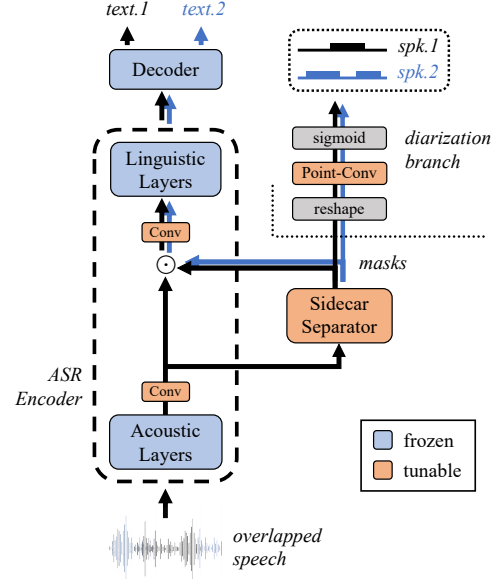 text.1 text.2
Decoder
Linguistic
Layers
Conv
ASR
Encoder
Conv
Acoustic
Layers
overlapped
speech
spk.1
spk.2
sigmoid
Point-Conv
reshape
diarization
branch
masks
Sidecar
Separator
frozen
tunable